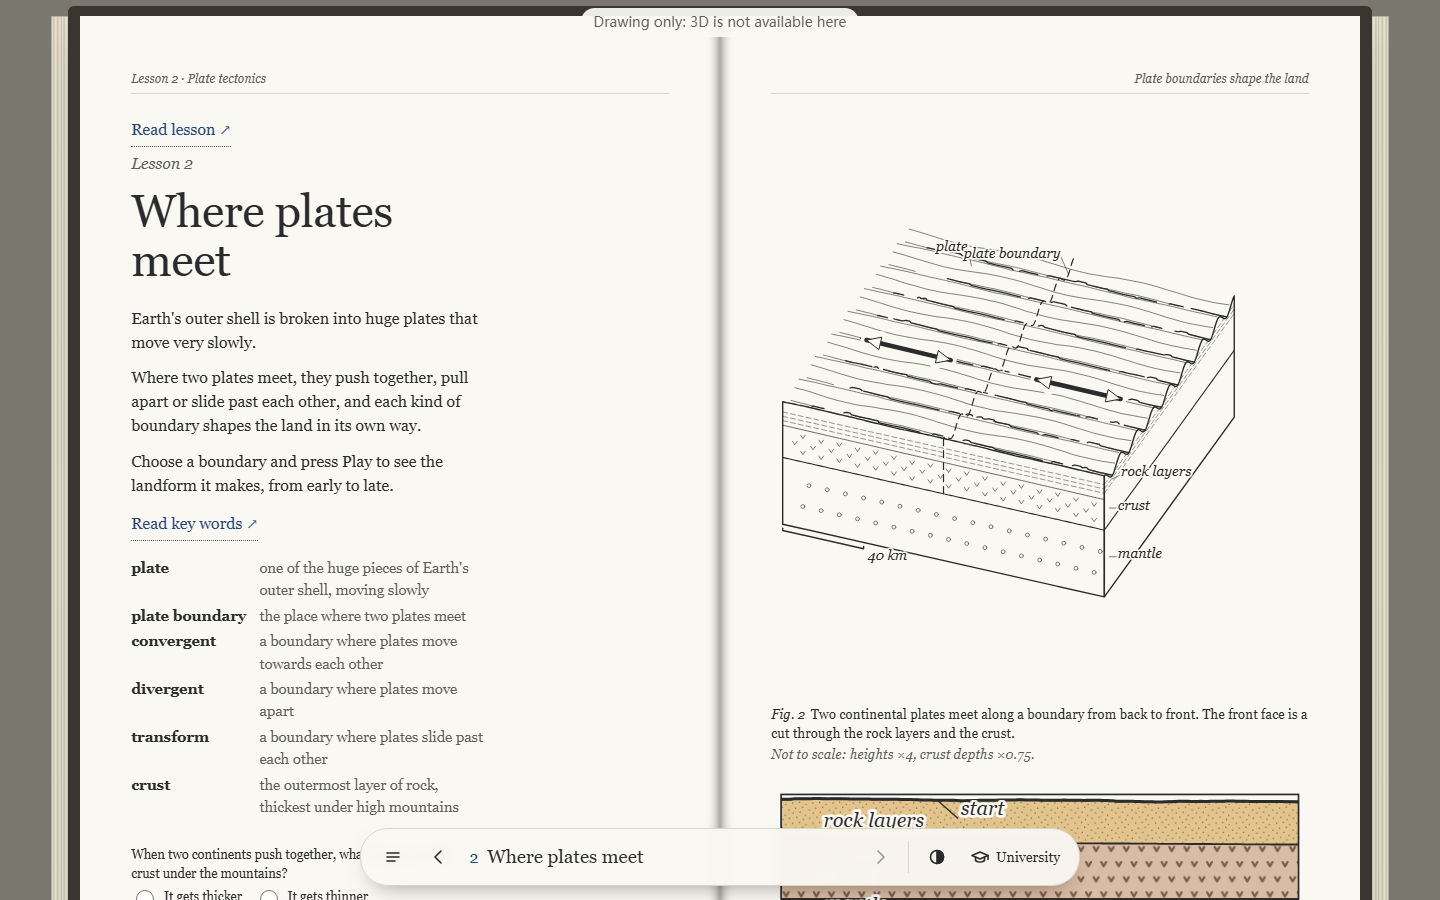 Drawing only: 3D is not available here
Lesson 2 · Plate tectonics
Read lesson ↗
Lesson 2
Where plates
meet
Earth's outer shell is broken into huge plates that
move very slowly.
Where two plates meet, they push together, pull
apart or slide past each other, and each kind of
boundary shapes the land in its own way.
Choose a boundary and press Play to see the
landform it makes, from early to late.
Read key words ↗
plate one of the huge pieces of Earth's
outer shell, moving slowly
plate boundary the place where two plates meet
convergent a boundary where plates move
towards each other
divergent a boundary where plates move
apart
transform a boundary where plates slide past
each other
crust the outermost layer of rock,
thickest under high mountains
When two continents push together,
crust under the mountains?
It gets thicker It gets thinner
Plate boundaries shape the land
plate
plate boundary
rock layers
crust
mantle
40 km
Fig. 2 Two continental plates meet along a boundary from back to front. The front face is a
cut through the rock layers and the crust.
Not to scale: heights ×4, crust depths ×0.75.
start
rock layers
2 Where plates meet
University